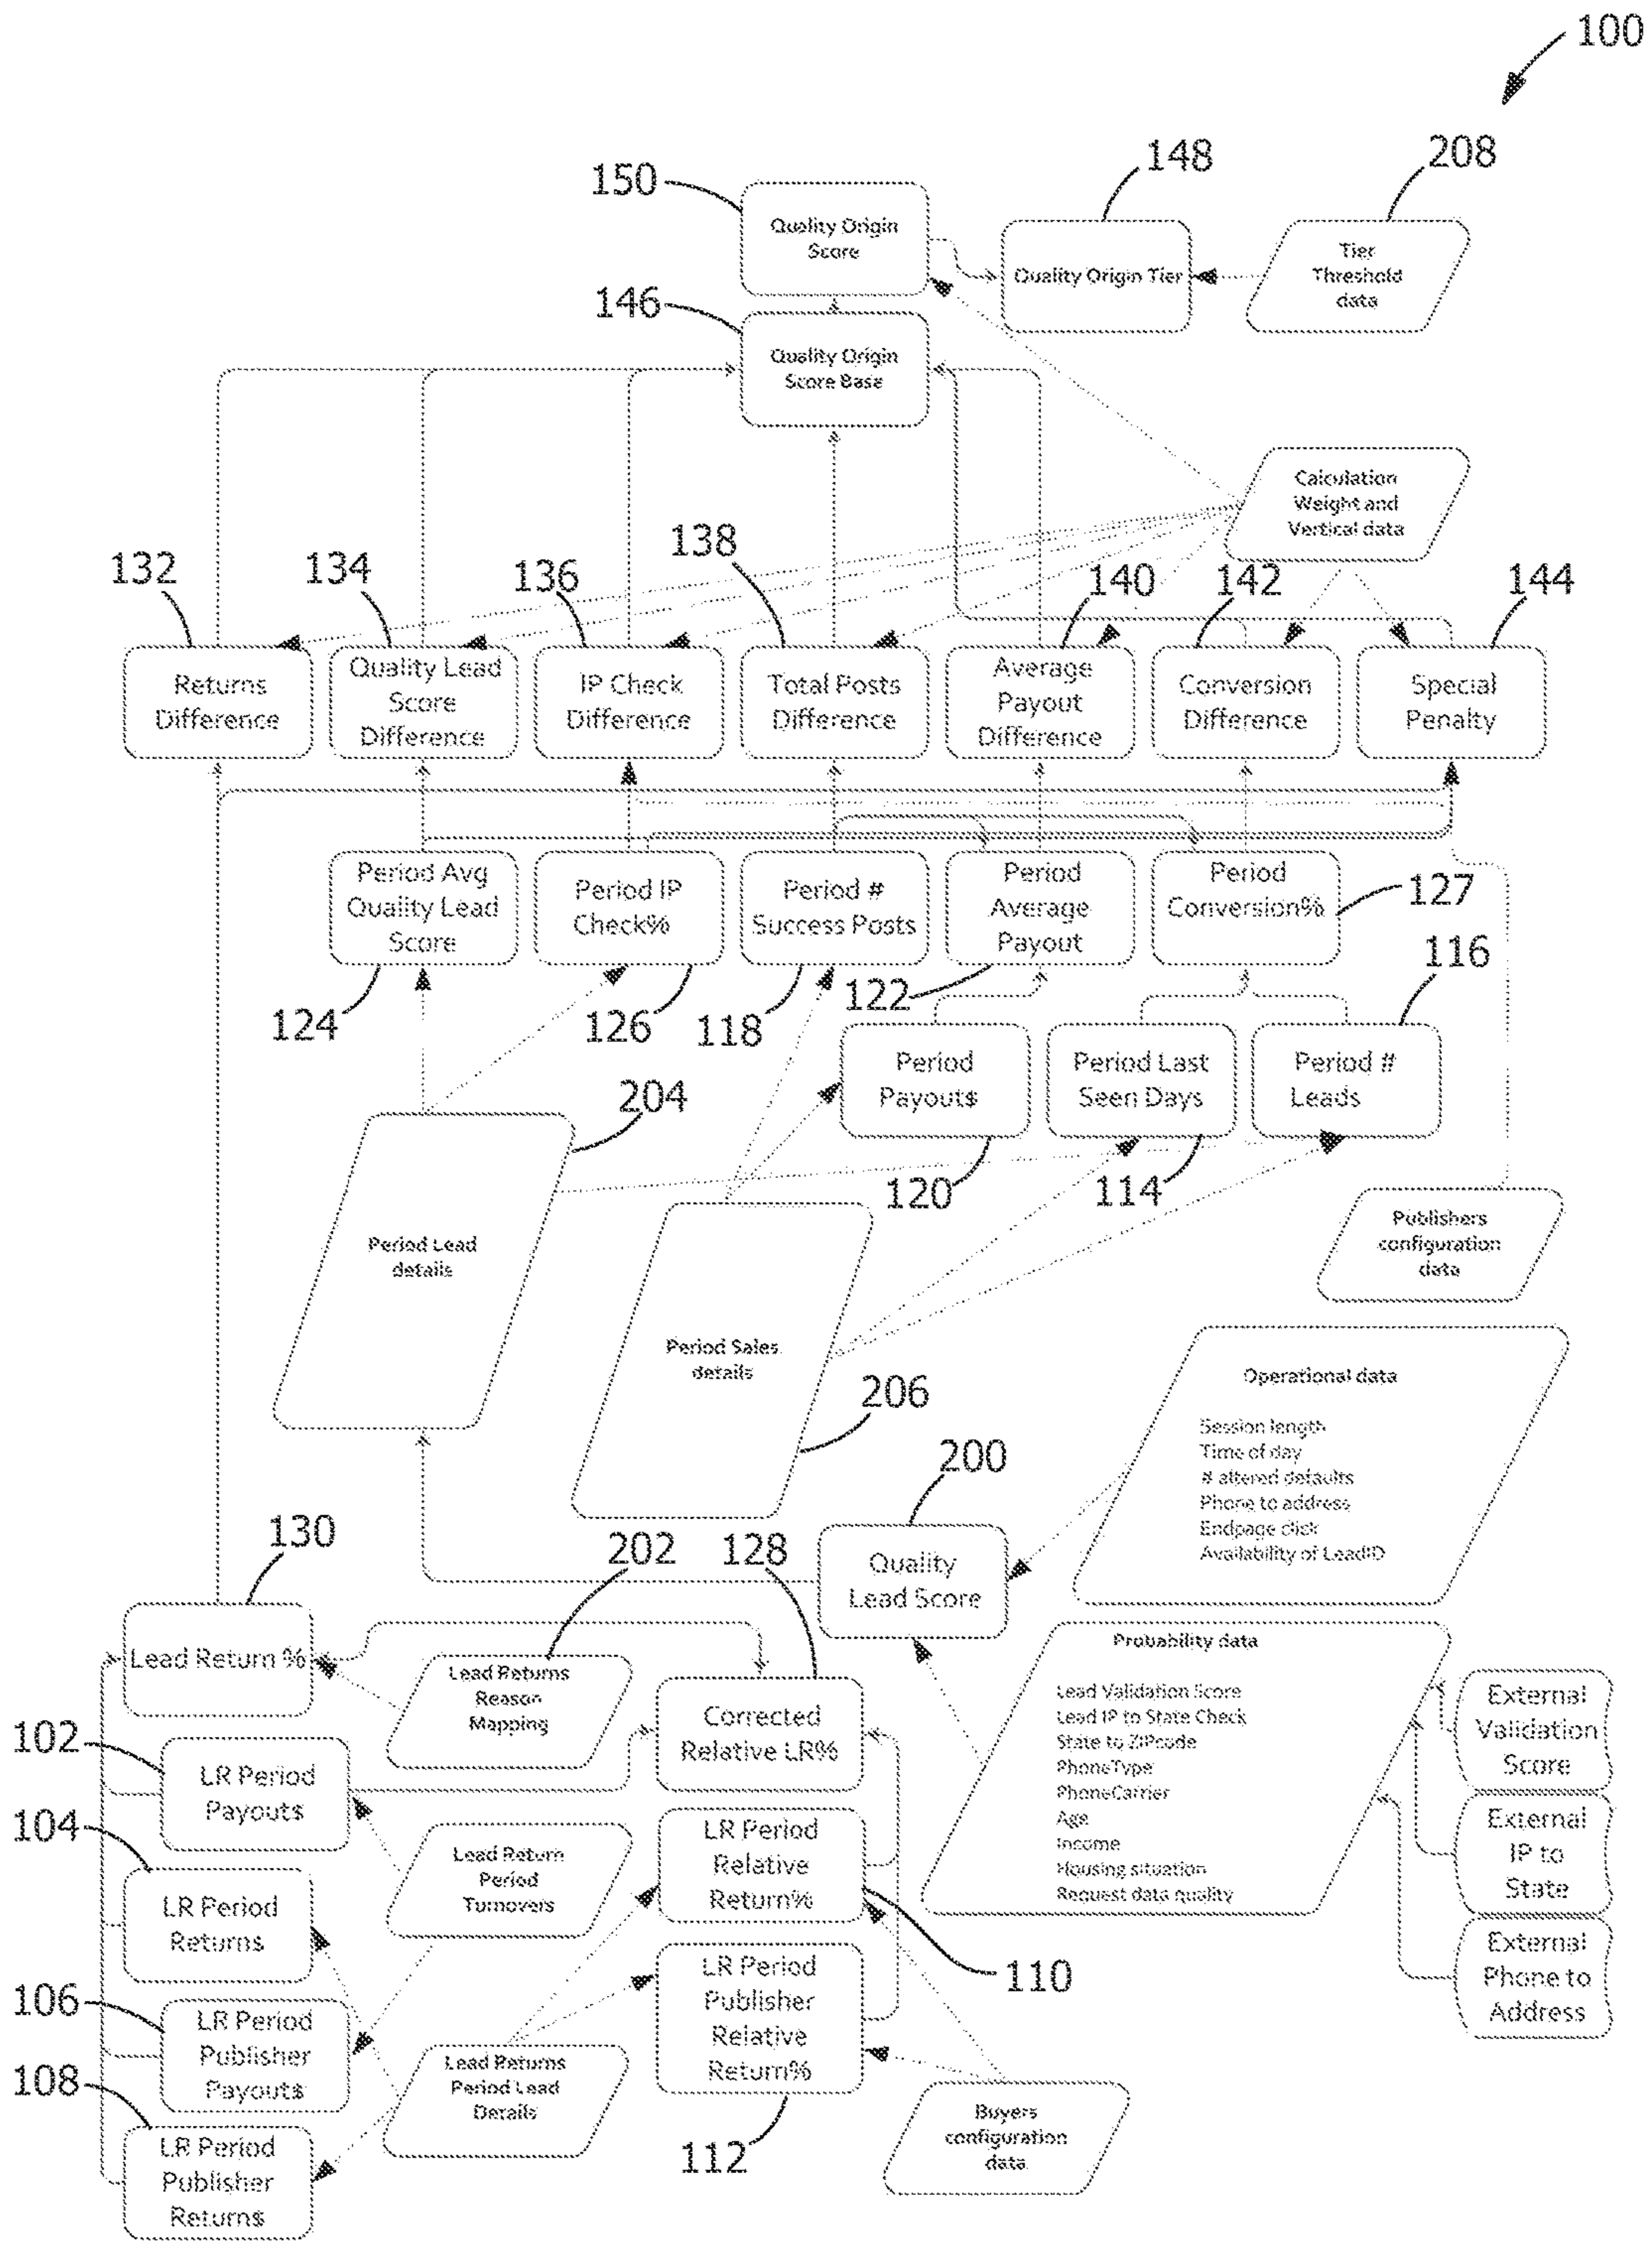 100
150
148
208
Quality Origin
Score
Quality Origin Tier
Tier
Threshold
data
146
Quality Origin
Score Base
Calculation
Weight and
Vertical data
132
134
136
138
140
142
144
Returns
Difference
Quality Lead
Score
Difference
IP Check
Difference
Total Posts
Difference
Average
Payout
Difference
Conversion
Difference
Special
Penalty
Period Avg
Quality Lead
Score
Period IP
Check%
Period #
Success Posts
Period
Average
Payout
Period
Conversion%
127
116
124
126
118
122
Period
Payout$
Period Last
Seen Days
Period #
Leads
204
120
114
Period Lead
details
Publishers
configuration
data
Period Sales
details
206
Operational data
Session length
Time of day
# altered defaults
Phone to address
Endpage click
Availability of LeadID
200
130
202
128
Quality
Lead Score
Lead Return %
Lead Returns
Reason
Mapping
Corrected
Relative LR%
Probability data
Lead Validation Score
Lead IP to State Check
State to ZIPcode
PhoneType
PhoneCarrier
Age
Income
Housing situation
Request data quality
External
Validation
Score
External
IP to
State
External
Phone to
Address
102
LR Period
Payout$
104
LR Period
Return$
Lead Return
Period
Turnovers
LR Period
Relative
Return%
110
106
LR Period
Publisher
Payout$
108
LR Period
Publisher
Return$
Lead Returns
Period Lead
Details
LR Period
Publisher
Relative
Return%
112
Buyers
configuration
data